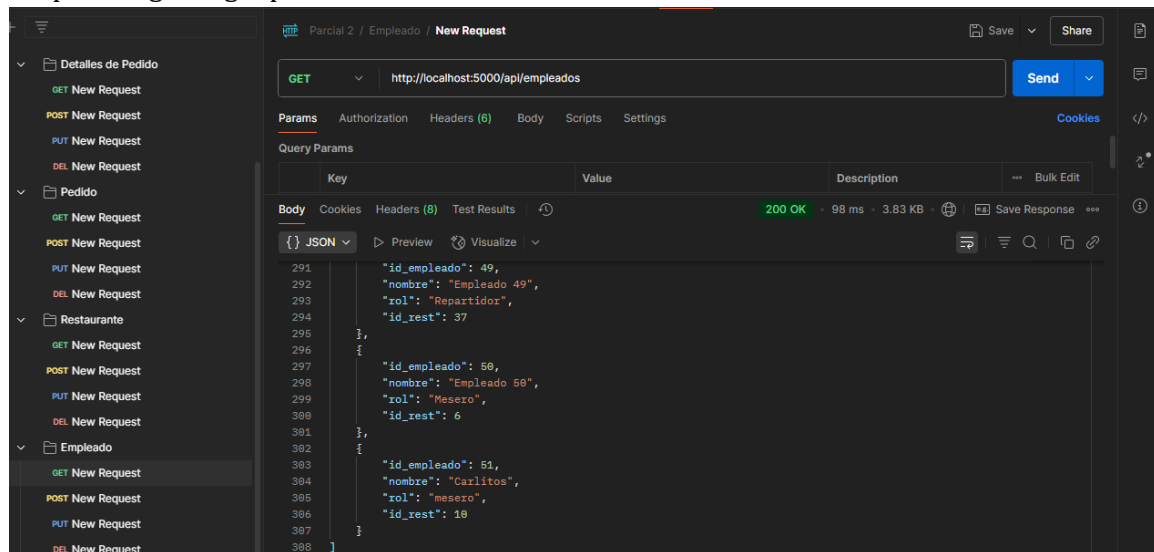 Parcial 2 / Empleado / New Request
Save
Share
Detalles de Pedido
GET New Request
POST New Request
PUT New Request
DEL New Request
Pedido
GET New Request
POST New Request
PUT New Request
DEL New Request
Restaurante
GET New Request
POST New Request
PUT New Request
DEL New Request
Empleado
GET New Request
POST New Request
PUT New Request
DEL New Request
GET http://localhost:5000/api/empleados Send
Params Authorization Headers (6) Body Scripts Settings Cookies
Query Params
Key Value Description Bulk Edit
Body Cookies Headers (8) Test Results 200 OK 98 ms 3.83 KB Save Response
{} JSON Preview Visualize
291 "id_empleado": 49,
292 "nombre": "Empleado 49",
293 "rol": "Repartidor",
294 "id_rest": 37
295 },
296 {
297 "id_empleado": 50,
298 "nombre": "Empleado 50",
299 "rol": "Mesero",
300 "id_rest": 6
301 },
302 {
303 "id_empleado": 51,
304 "nombre": "Carlitos",
305 "rol": "mesero",
306 "id_rest": 10
307 }
308 ]